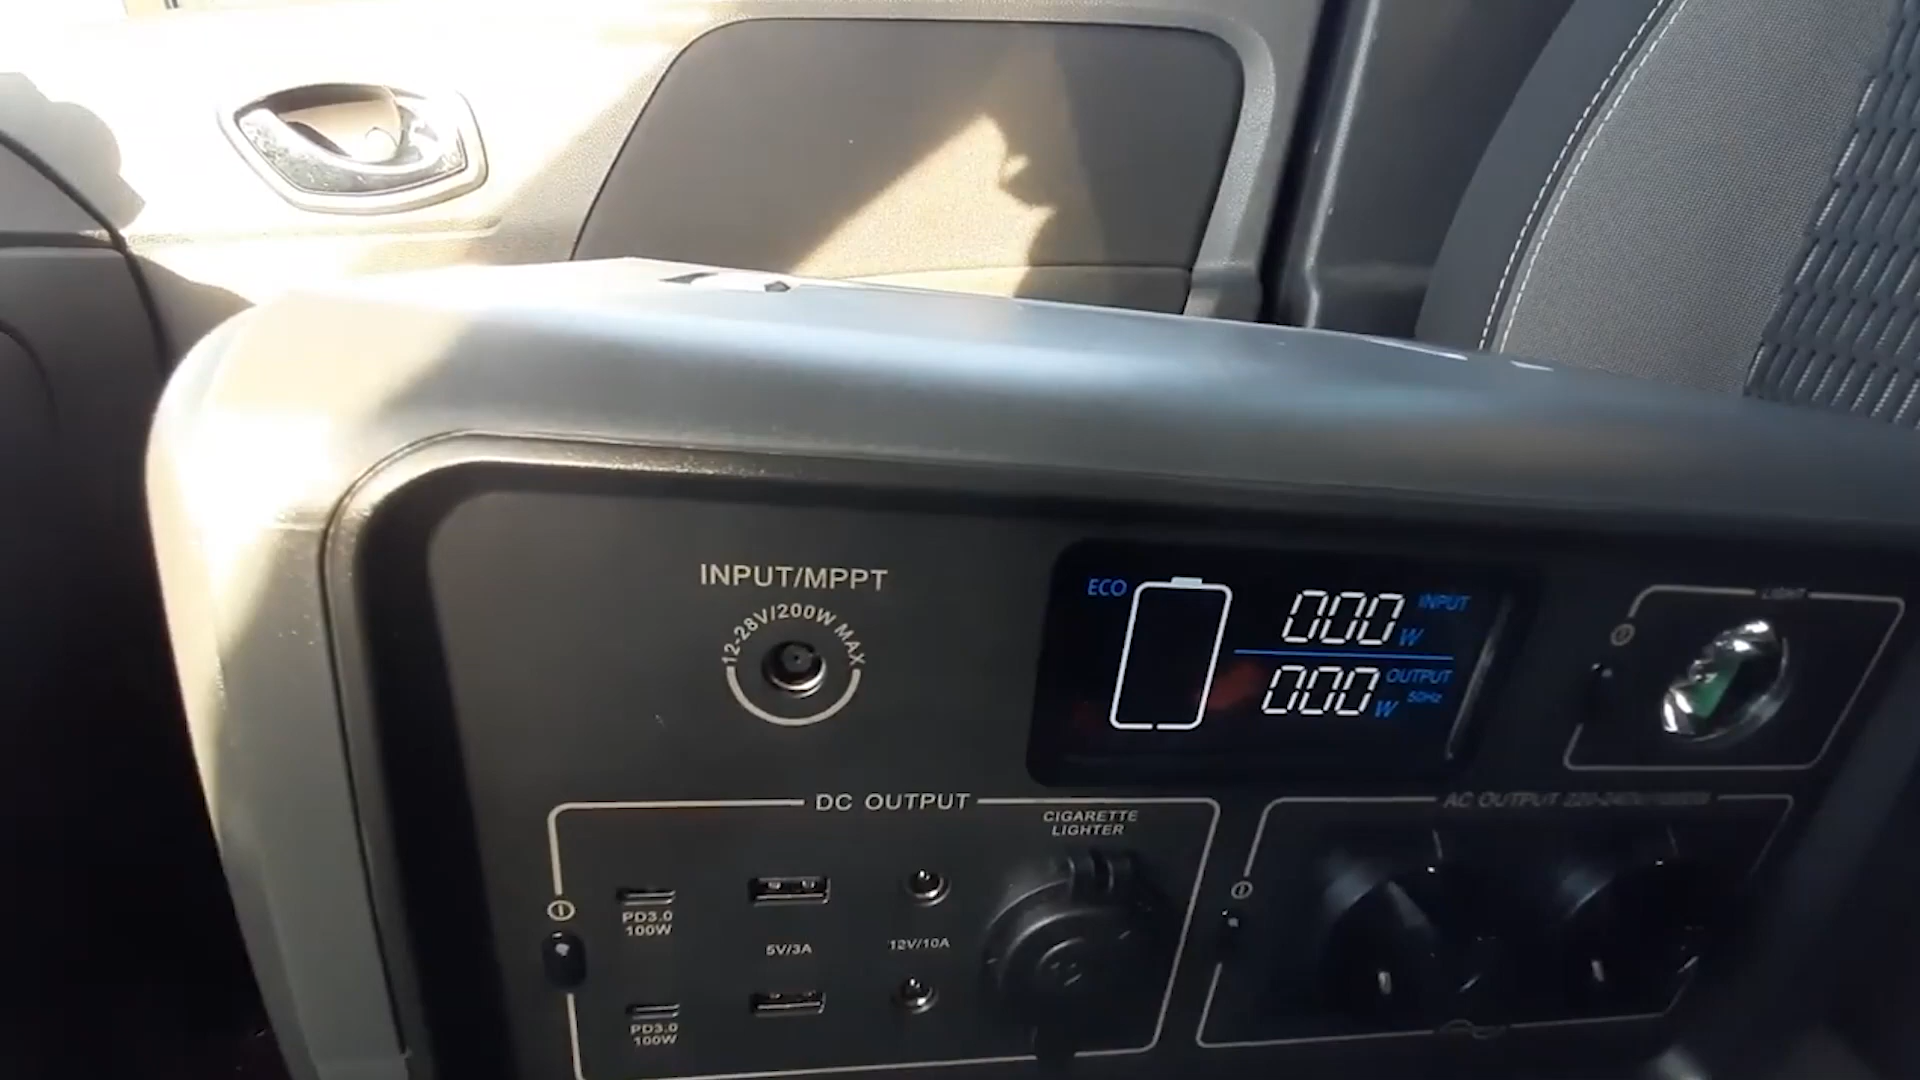 INPUT/MPPT
12-28V/200W MAX
ECO
000 W INPUT
000 W OUTPUT
50Hz
LIGHT
DC OUTPUT
CIGARETTE
LIGHTER
AC OUTPUT
PD3.0
100W
5V/3A
12V/10A
PD3.0
100W